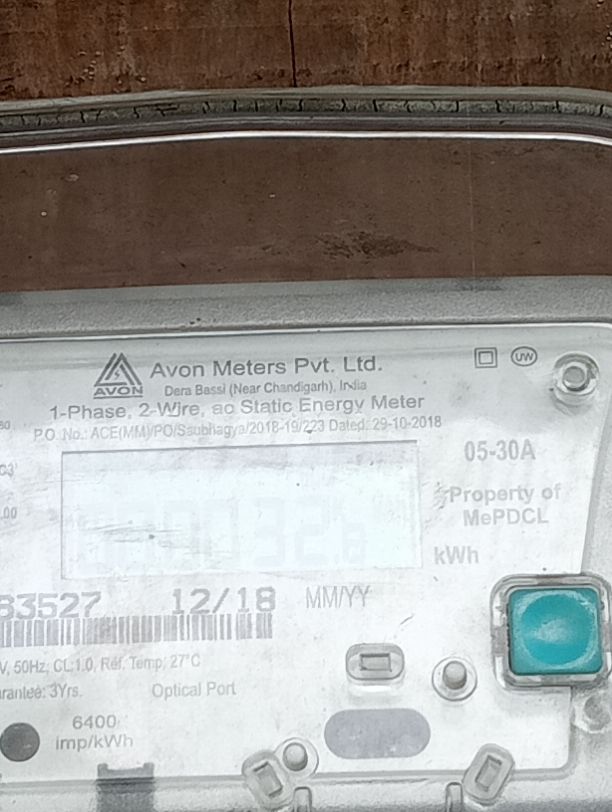 Avon Meters Pvt. Ltd.
AVON
Dera Bassi (Near Chandigarh), India
UW
1-Phase, 2-Wire, ac Static Energy Meter
P.O. No.: ACE(MM)/PO/Saubhagya/2018-19/223 Dated: 29-10-2018
05-30A
.00
Property of
MePDCL
kWh
83527
12/18
MM/YY
V, 50Hz, CL:1.0, Ref. Temp: 27°C
arantee: 3Yrs.
Optical Port
6400
imp/kWh